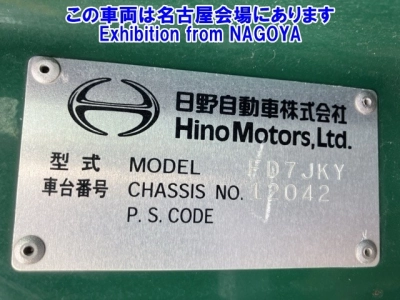 この車両は名古屋会場にあります
Exhibition from NAGOYA
日野自動車株式会社
Hino Motors, Ltd.
型式 MODEL FD7JKY
車台番号 CHASSIS NO. 12042
P. S. CODE